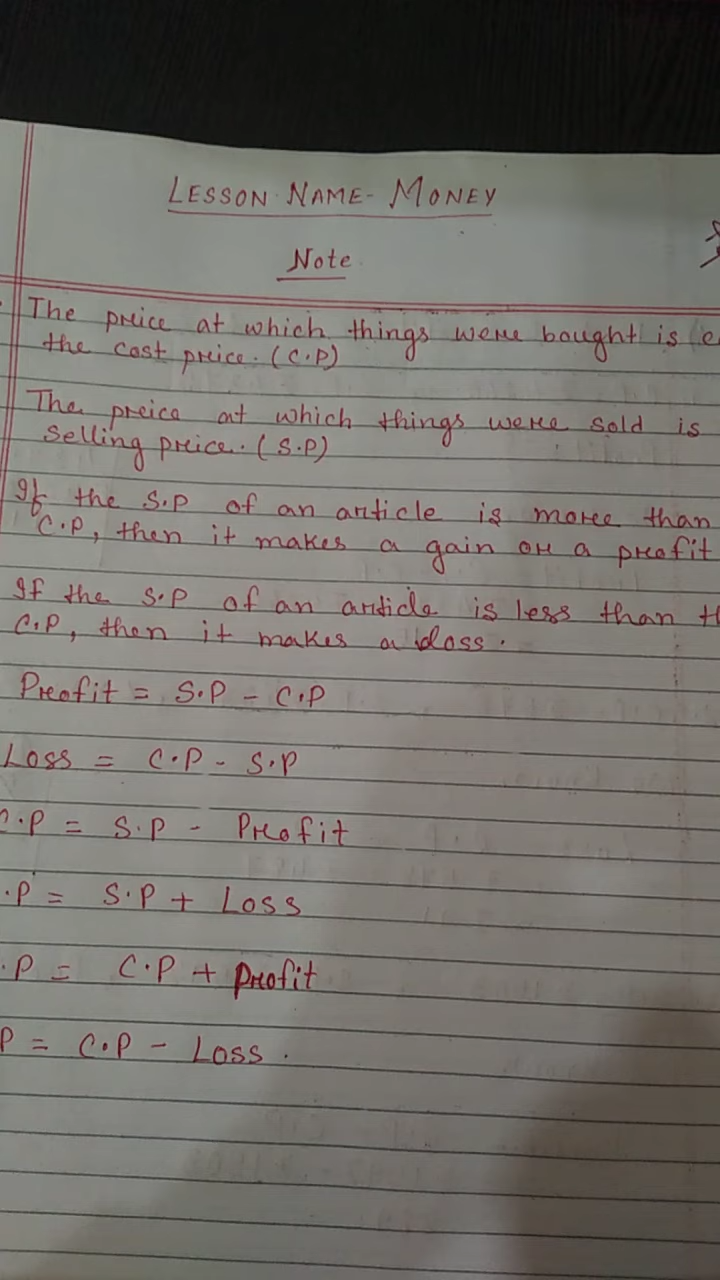 LESSON NAME- MONEY
Note
The price at which things were bought is
the cost price. (C.P)
The price at which things were sold is
selling price. (S.P)
If the S.P of an article is more than
C.P, then it makes a gain or a profit
If the S.P of an article is less than
C.P, then it makes a loss.
Profit = S.P - C.P
Loss = C.P - S.P
.P = S.P - Profit
.P = S.P + Loss
.P = C.P + Profit
P = C.P - Loss.